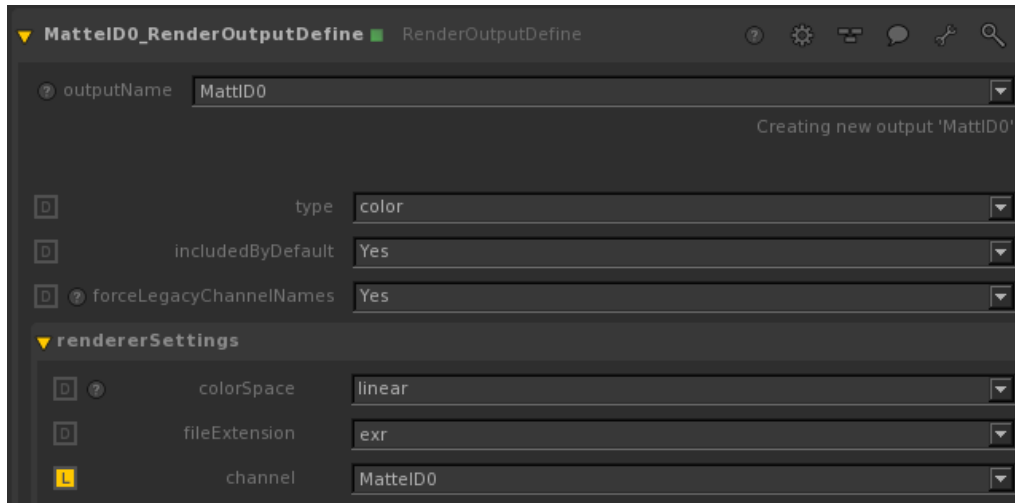 MatteID0_RenderOutputDefine RenderOutputDefine ?
? outputName MattID0
Creating new output 'MattID0'
D type color
D includedByDefault Yes
D ? forceLegacyChannelNames Yes
rendererSettings
D ? colorSpace linear
D fileExtension exr
L channel MatteID0